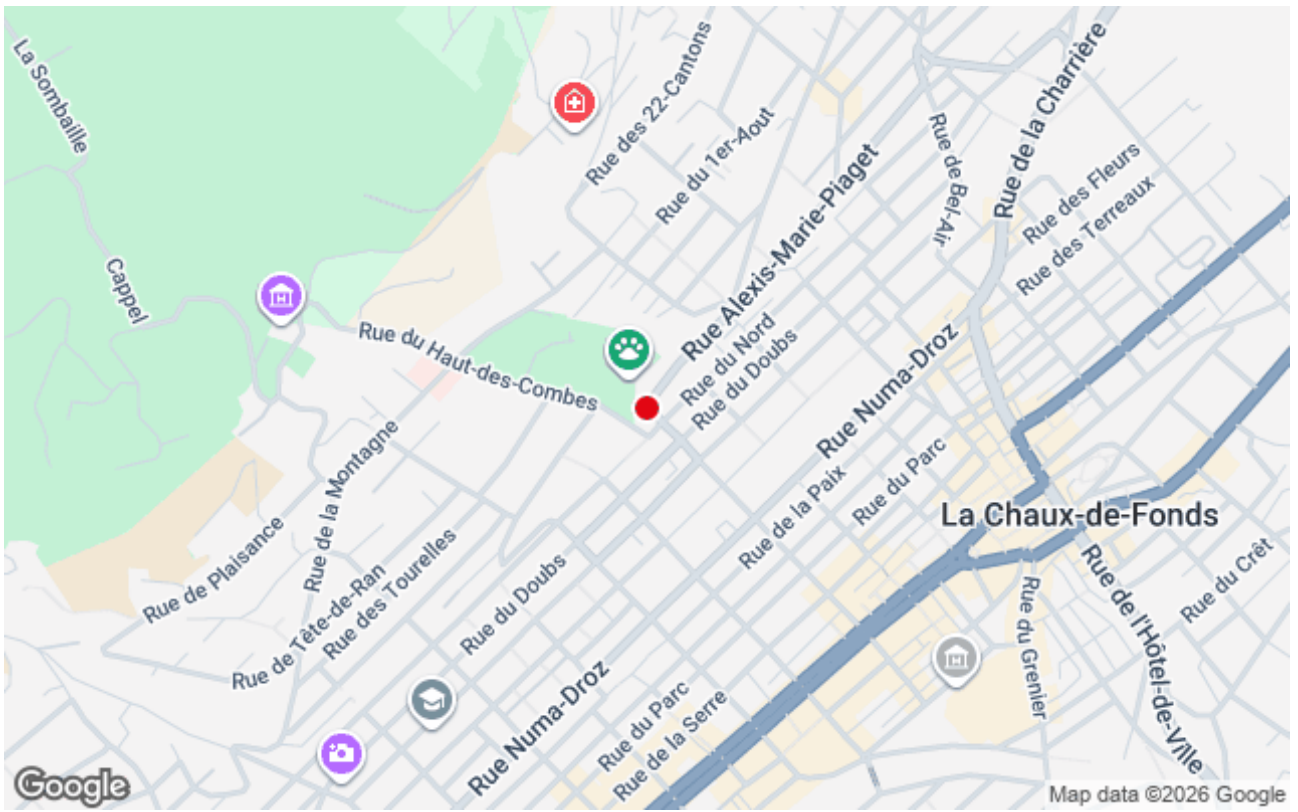 La Sombaille
Rue des 22-Cantons
Rue de la Charrière
Rue du 1er-Aout
Rue de Bel-Air
Rue des Fleurs
Rue Alexis-Marie-Piaget
Rue des Terreaux
Cappel
Rue du Haut-des-Combes
Rue du Nord
Rue du Doubs
Rue Numa-Droz
Rue du Parc
Rue de la Paix
La Chaux-de-Fonds
Rue de la Montagne
Rue de Plaisance
Rue de Tête-de-Ran
Rue des Tourelles
Rue du Doubs
Rue du Crêt
Rue du Grenier
Rue de l'Hôtel-de-Ville
Rue Numa-Droz
Rue du Parc
Rue de la Serre
Google
Map data ©2026 Google